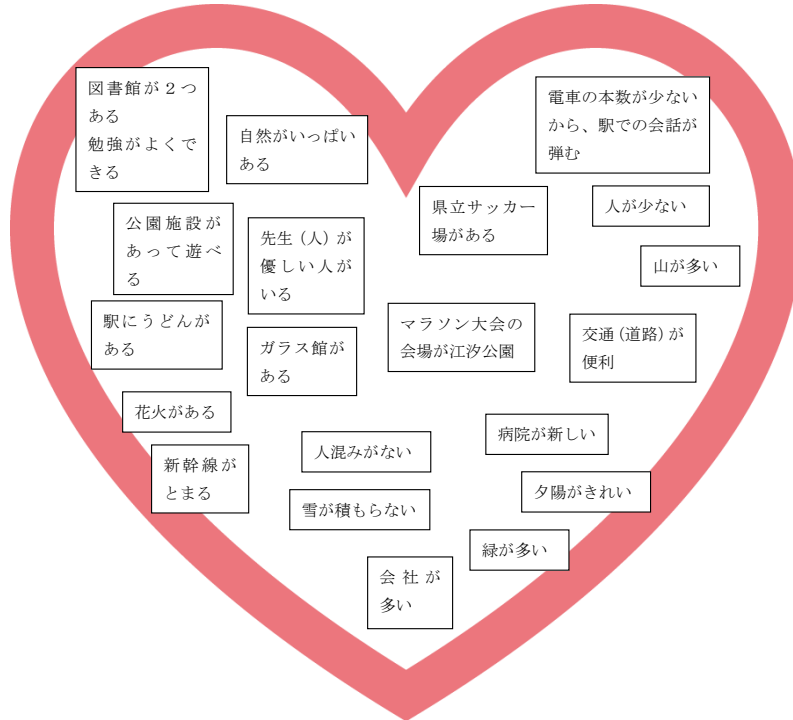 図書館が２つ
ある
勉強がよくで
きる
自然がいっぱい
ある
電車の本数が少ない
から、駅での会話が
弾む
公園施設が
あって遊べ
る
先生（人）が
優しい人が
いる
県立サッカー
場がある
人が少ない
山が多い
駅にうどんが
ある
ガラス館が
ある
マラソン大会の
会場が江汐公園
交通（道路）が
便利
花火がある
人混みがない
病院が新しい
新幹線が
とまる
雪が積もらない
夕陽がきれい
緑が多い
会社が
多い